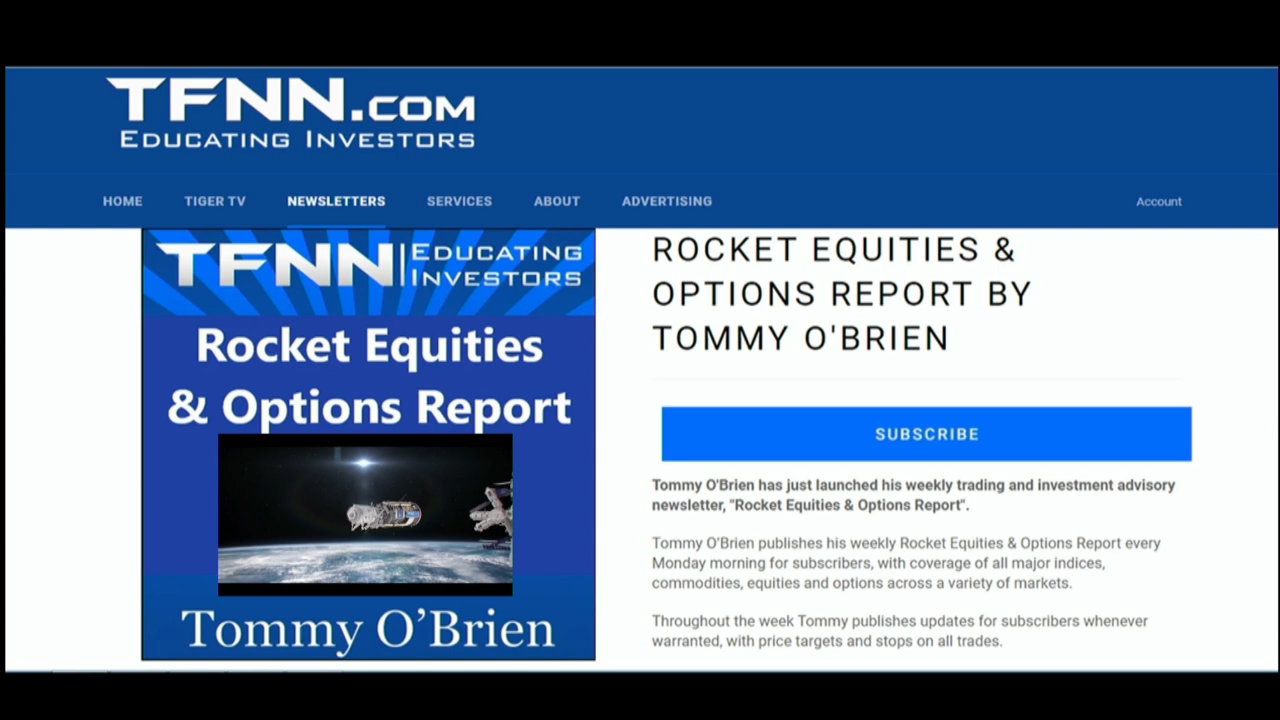 TFNN.COM
EDUCATING INVESTORS
HOME TIGER TV NEWSLETTERS SERVICES ABOUT ADVERTISING Account
TFNN EDUCATING
INVESTORS
Rocket Equities
& Options Report
Tommy O’Brien
ROCKET EQUITIES &
OPTIONS REPORT BY
TOMMY O'BRIEN
SUBSCRIBE
Tommy O'Brien has just launched his weekly trading and investment advisory
newsletter, "Rocket Equities & Options Report".
Tommy O’Brien publishes his weekly Rocket Equities & Options Report every
Monday morning for subscribers, with coverage of all major indices,
commodities, equities and options across a variety of markets.
Throughout the week Tommy publishes updates for subscribers whenever
warranted, with price targets and stops on all trades.